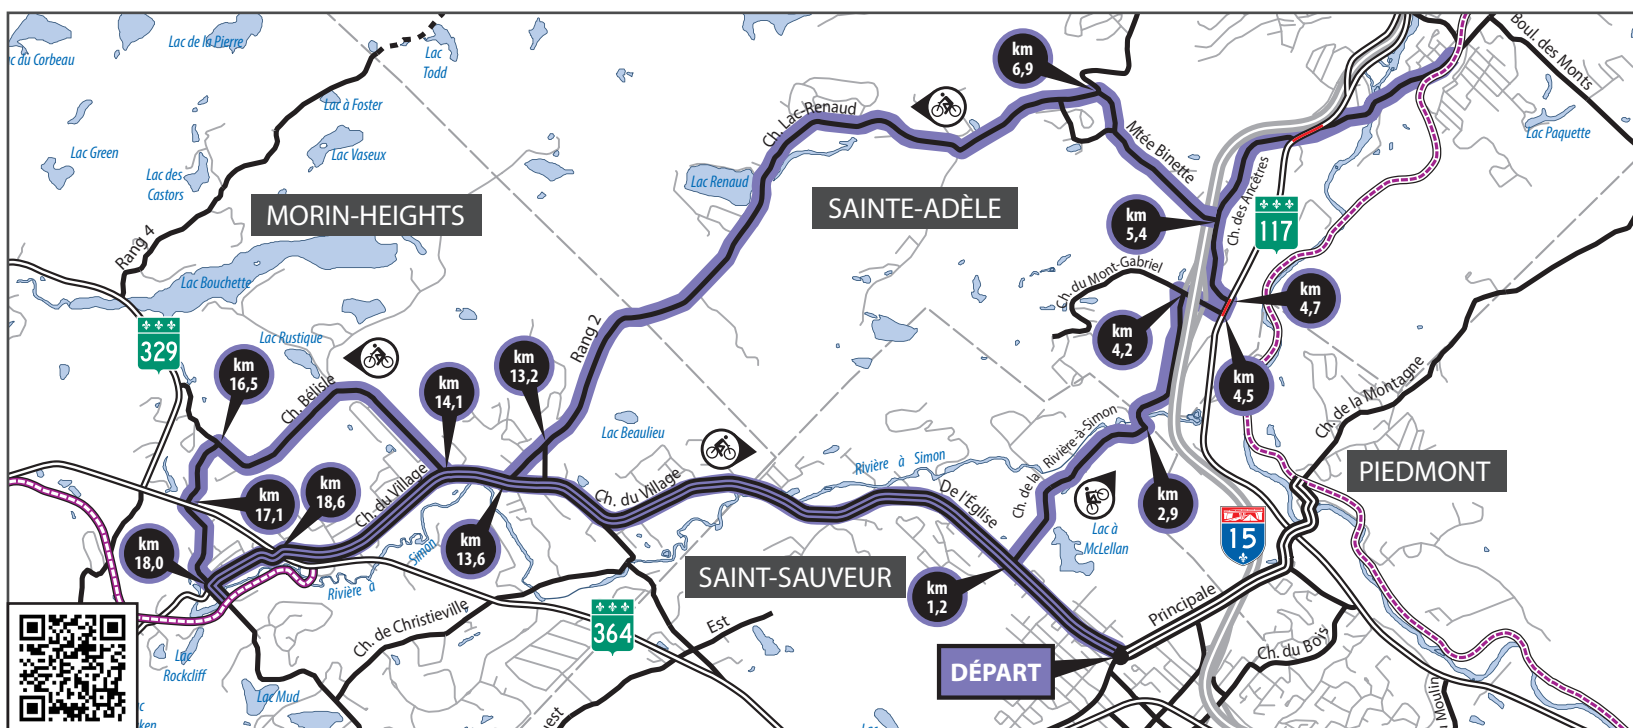 Lac de la Pierre
Lac
Todd
c du Corbeau
Lac à Foster
Lac Green
Lac Vaseux
Lac des
Castors
MORIN-HEIGHTS
Rang 4
Lac Bouchette
329
Lac Rustique
km
16,5
Ch. Bélisle
km
14,1
km
13,2
Rang 2
Ch. Lac-Renaud
Lac Renaud
SAINTE-ADÈLE
km
6,9
Mtée Binette
km
5,4
Ch. des Ancêtres
117
Boul. des Monts
Lac Paquette
Ch. du Mont-Gabriel
km
4,2
km
4,7
km
4,5
Ch. de la Montagne
PIEDMONT
Lac Beaulieu
Ch. du Village
Ch. du Village
Rivière à Simon
De l'Église
Ch. de la
Rivière-à-Simon
km
2,9
Lac à
McLellan
15
km
17,1
km
18,6
km
18,0
km
13,6
Rivière à
Simon
SAINT-SAUVEUR
km
1,2
364
Ch. de Christieville
Est
Principale
DÉPART
Ch. du Bois
Lac
Rockcliff
Lac Mud
Lac
uest
Moulin
ken